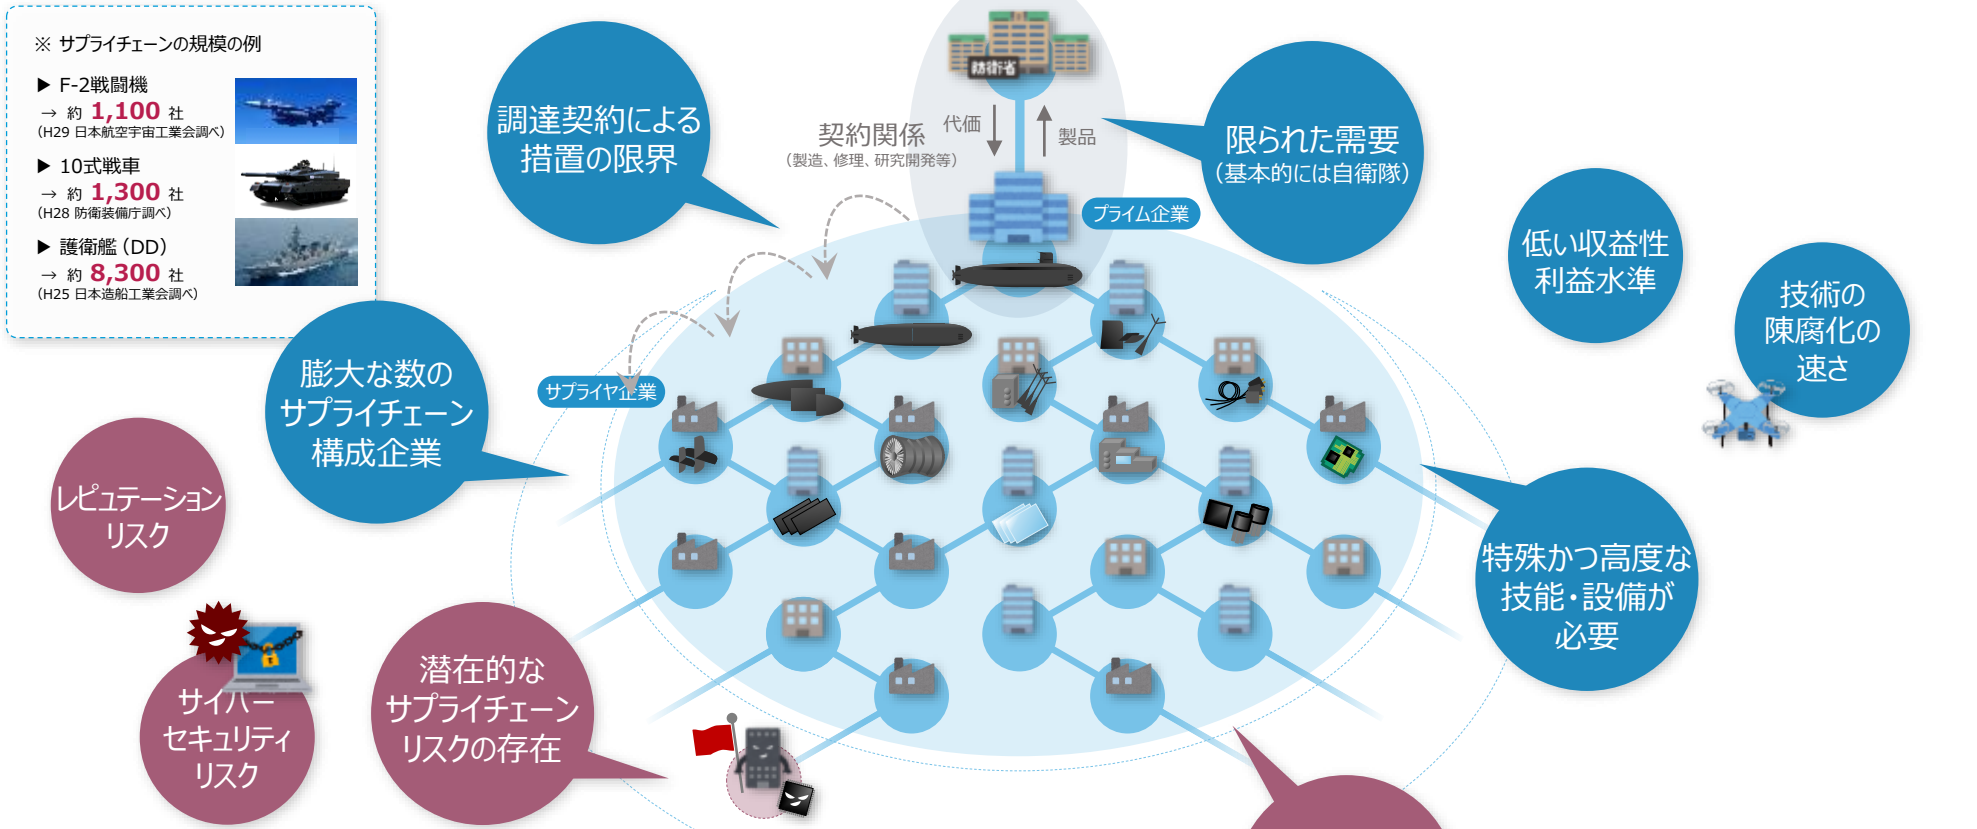 ※ サプライチェーンの規模の例
▶ F-2戦闘機
→ 約 1,100 社
(H29 日本航空宇宙工業会調べ)
▶ 10式戦車
→ 約 1,300 社
(H28 防衛装備庁調べ)
▶ 護衛艦（DD）
→ 約 8,300 社
(H25 日本造船工業会調べ)
防衛省
調達契約による
措置の限界
契約関係
（製造、修理、研究開発等）
代価
製品
限られた需要
（基本的には自衛隊）
プライム企業
低い収益性
利益水準
技術の
陳腐化の
速さ
膨大な数の
サプライチェーン
構成企業
サプライヤ企業
レピュテーション
リスク
特殊かつ高度な
技能・設備が
必要
サイバー
セキュリティ
リスク
潜在的な
サプライチェーン
リスクの存在